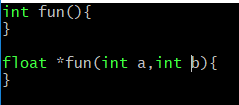 int fun(){
}
float *fun(int a,int b){
}